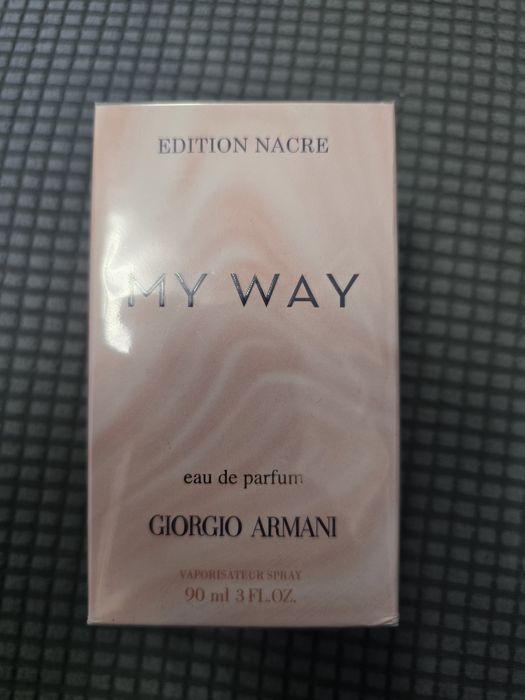 EDITION NACRE
MY WAY
eau de parfum
GIORGIO ARMANI
VAPORISATEUR SPRAY
90 ml 3 FL.OZ.